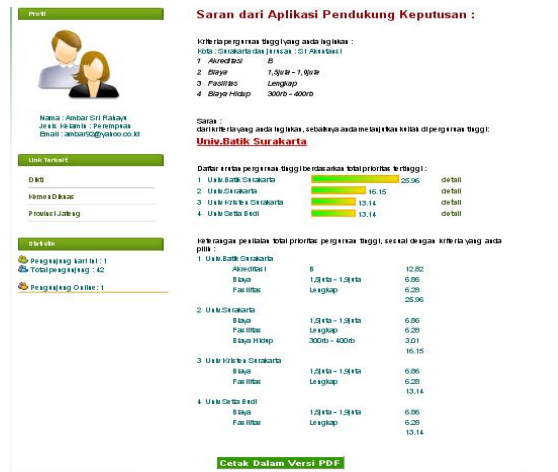 Profil
Nama : Ambar Sri Rahayu
Jenis Kelamin : Perempuan
Email : ambar92@yahoo.co.id
Link Terkait
Dikti
Kemen Diknas
Provinsi Jateng
Statistik
Pengunjung hari ini : 1
Total pengunjung : 42
Pengunjung Online : 1
Saran dari Aplikasi Pendukung Keputusan :
Kriteria perguruan tinggi yang anda inginkan :
Kota : Surakarta dan jurusan : S1 Akuntansi
1 Akreditasi B
2 Biaya 1,5juta - 1,9juta
3 Fasilitas Lengkap
4 Biaya Hidup 300rb - 400rb
Saran :
dari kriteria yang anda inginkan, sebaiknya anda melanjutkan kuliah di perguruan tinggi:
Univ.Batik Surakarta
Daftar urutan perguruan tinggi berdasarkan total prioritas tertinggi :
1 Univ.Batik Surakarta 25.96 detail
2 Univ.Surakarta 16.15 detail
3 Univ Kristen Surakarta 13.14 detail
4 Univ Setia Budi 13.14 detail
Keterangan penilaian total prioritas perguruan tinggi, sesuai dengan kriteria yang anda
pilih :
1 Univ.Batik Surakarta
Akreditasi B 12.82
Biaya 1,5juta - 1,9juta 6.86
Fasilitas Lengkap 6.28
25.96
2 Univ.Surakarta
Biaya 1,5juta - 1,9juta 6.86
Fasilitas Lengkap 6.28
Biaya Hidup 300rb - 400rb 3.01
16.15
3 Univ Kristen Surakarta
Biaya 1,5juta - 1,9juta 6.86
Fasilitas Lengkap 6.28
13.14
4 Univ Setia Budi
Biaya 1,5juta - 1,9juta 6.86
Fasilitas Lengkap 6.28
13.14
Cetak Dalam Versi PDF